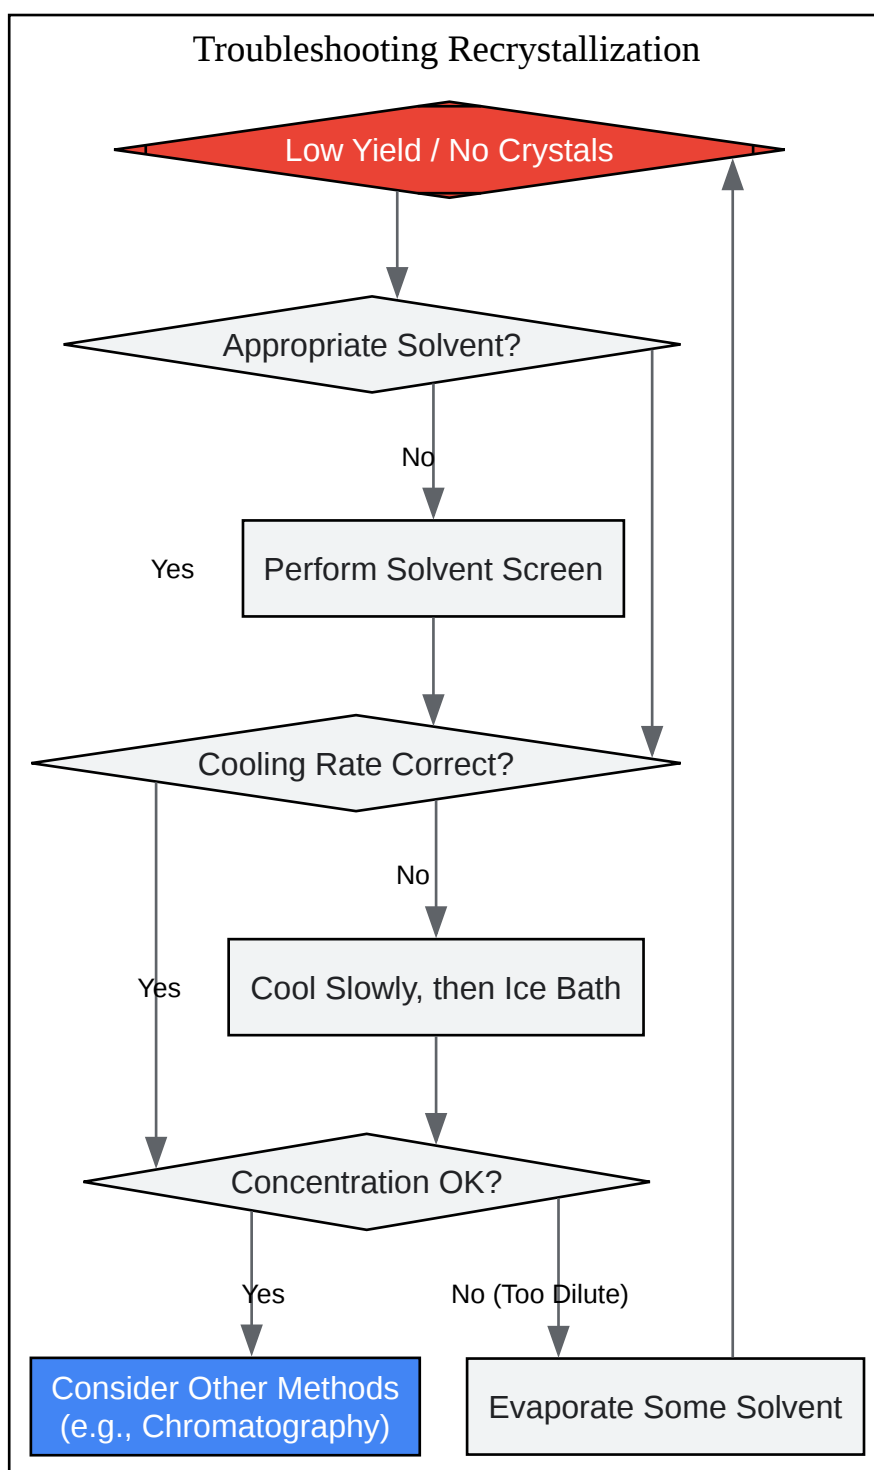 Troubleshooting Recrystallization
Low Yield / No Crystals
Appropriate Solvent?
No
Yes
Perform Solvent Screen
Cooling Rate Correct?
No
Yes
Cool Slowly, then Ice Bath
Concentration OK?
Yes
No (Too Dilute)
Consider Other Methods
(e.g., Chromatography)
Evaporate Some Solvent